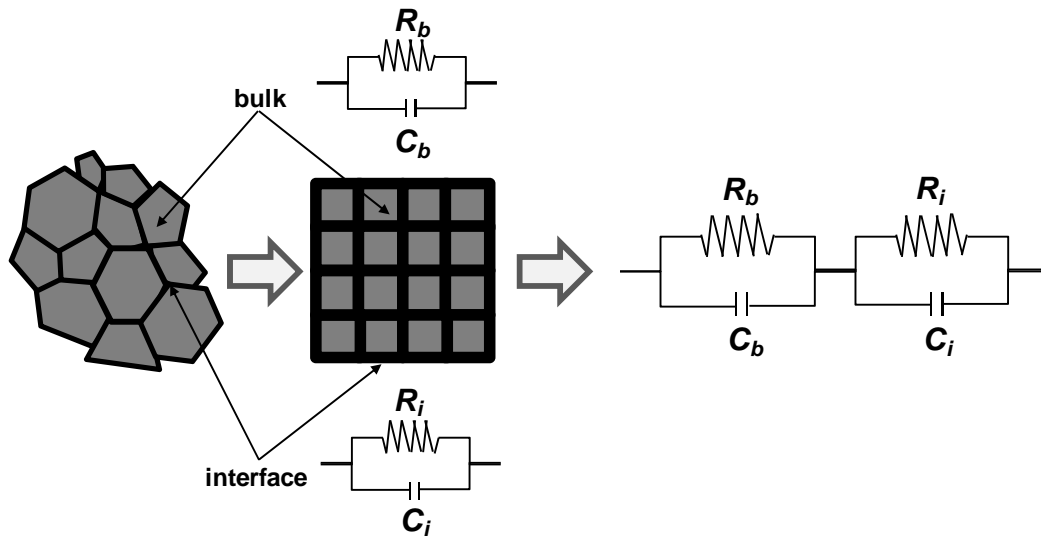 R_b
bulk
C_b
R_b
R_i
C_b
C_i
R_i
interface
C_i